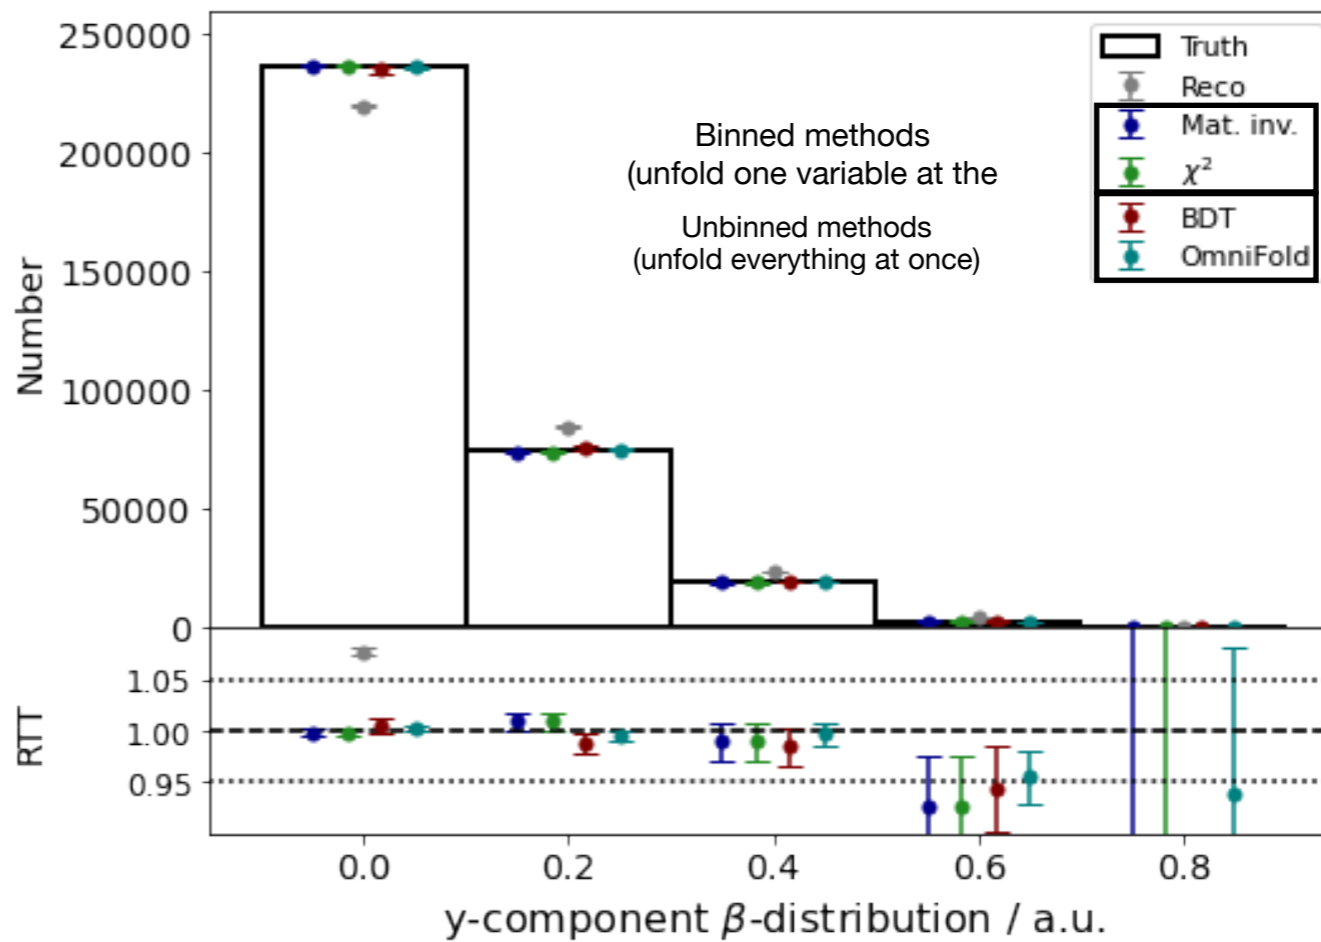 250000
200000
150000
100000
50000
0
Number
Truth
Reco
Mat. inv.
χ²
BDT
OmniFold
Binned methods
(unfold one variable at the
Unbinned methods
(unfold everything at once)
1.05
1.00
0.95
RTT
0.0 0.2 0.4 0.6 0.8
y-component β-distribution / a.u.